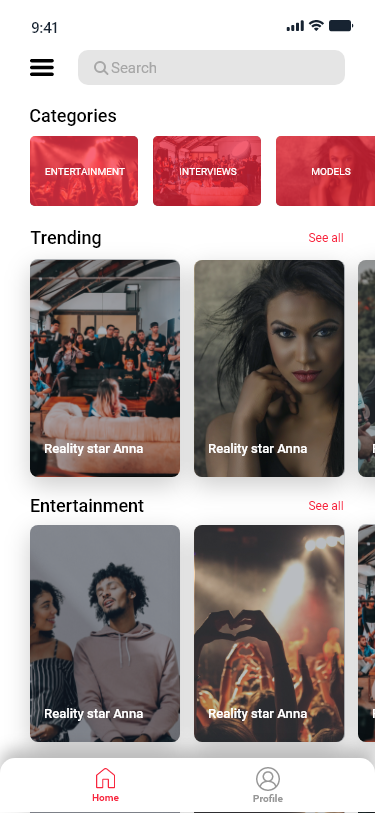 9:41
Search
Categories
ENTERTAINMENT
INTERVIEWS
MODELS
Trending
See all
Reality star Anna
Reality star Anna
Entertainment
See all
Reality star Anna
Reality star Anna
Home
Profile